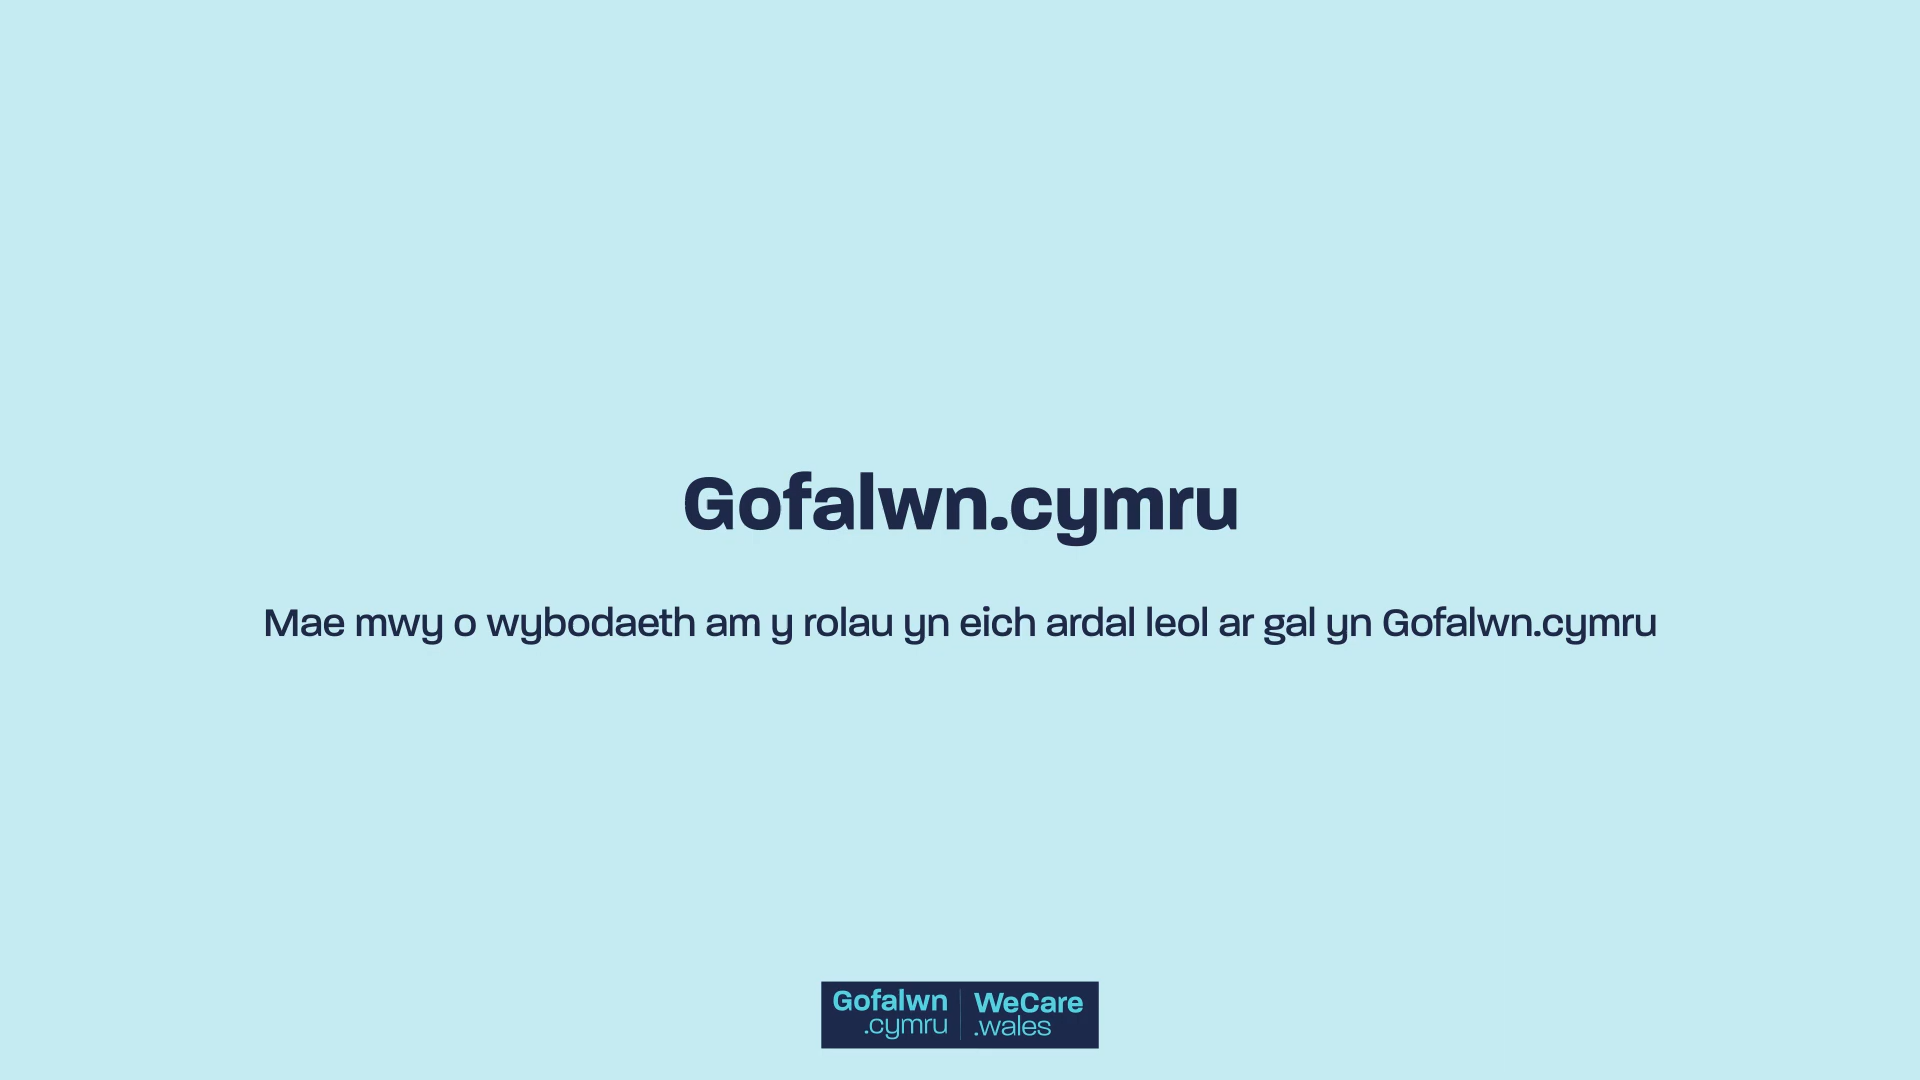 Gofalwn.cymru
Mae mwy o wybodaeth am y rolau yn eich ardal leol ar gal yn Gofalwn.cymru
Gofalwn
.cymru
WeCare
.wales